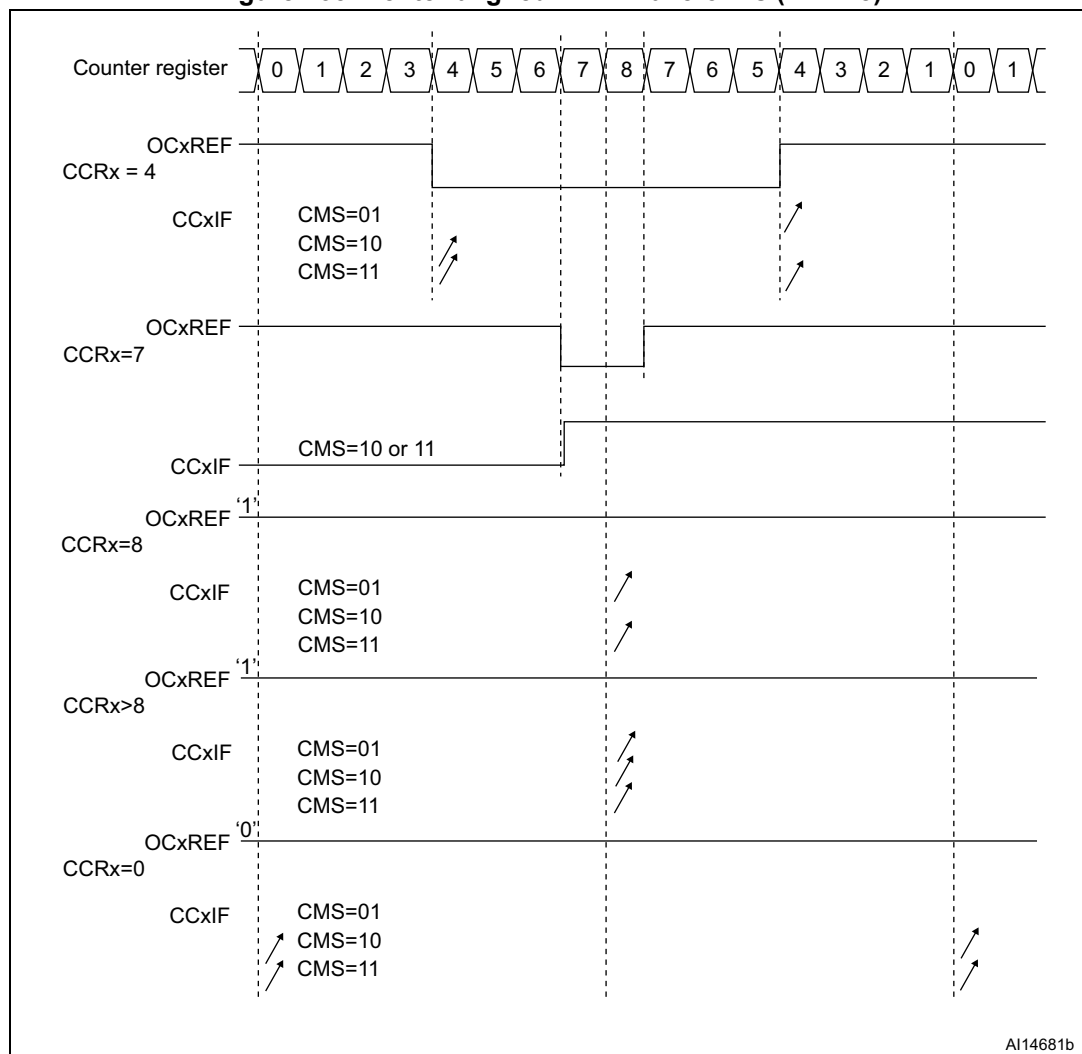 Counter register 0 1 2 3 4 5 6 7 8 7 6 5 4 3 2 1 0 1
OCxREF
CCRx = 4
CCxIF CMS=01
CMS=10
CMS=11
OCxREF
CCRx=7
CMS=10 or 11
CCxIF
OCxREF '1'
CCRx=8
CCxIF CMS=01
CMS=10
CMS=11
OCxREF '1'
CCRx>8
CCxIF CMS=01
CMS=10
CMS=11
OCxREF '0'
CCRx=0
CCxIF CMS=01
CMS=10
CMS=11
AI14681b